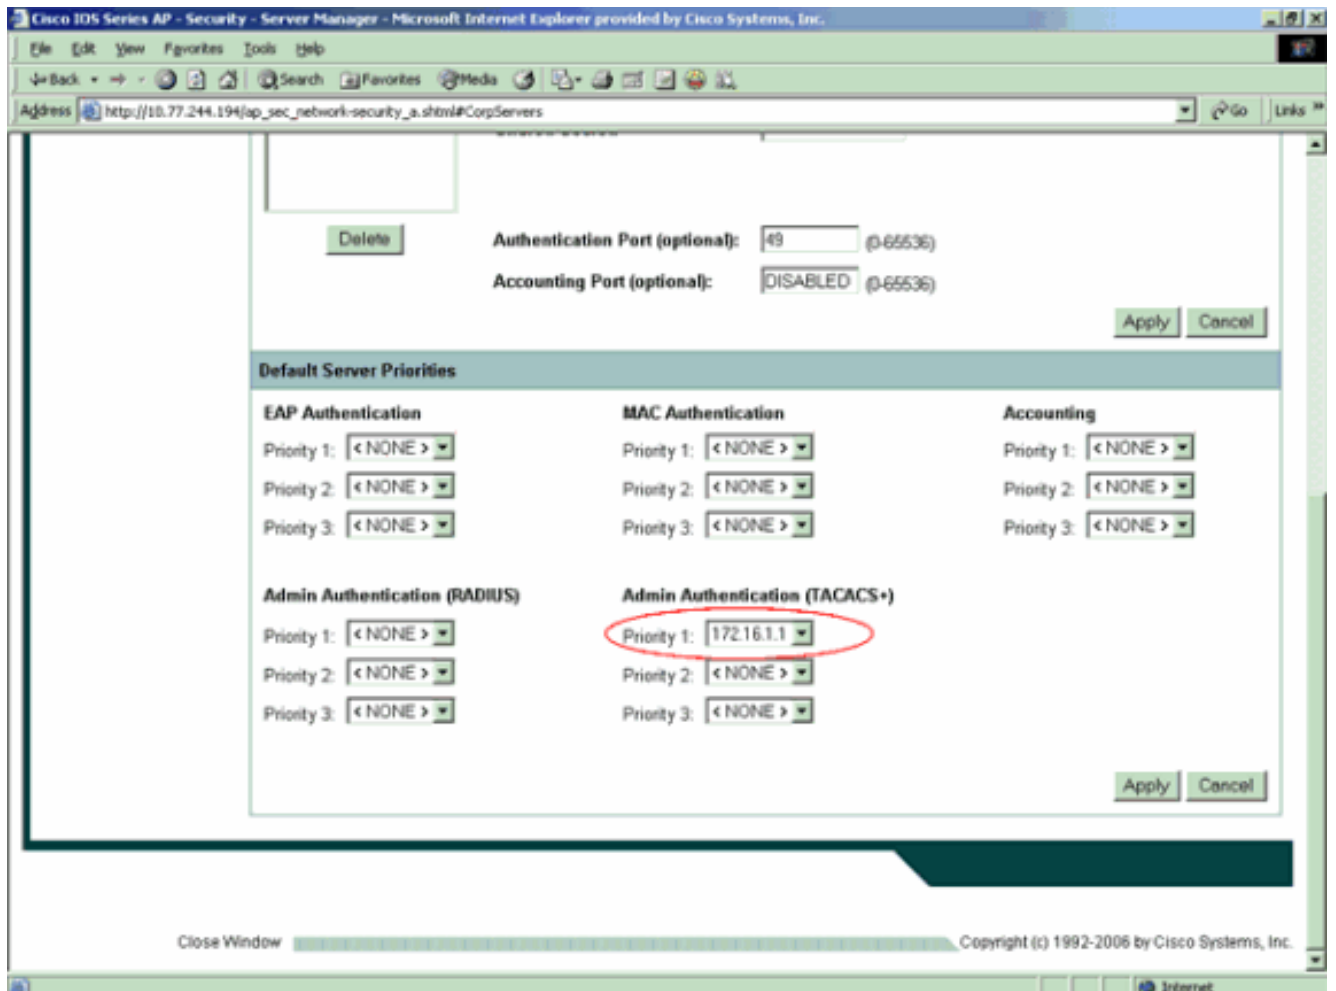 Cisco IOS Series AP - Security - Server Manager - Microsoft Internet Explorer provided by Cisco Systems, Inc.
File Edit View Favorites Tools Help
Back Search Favorites Media
Address http://10.77.244.194/ap_sec_network-security_a.shtml#CorpServers Go Links »
Delete
Authentication Port (optional): 49 (0-65536)
Accounting Port (optional): DISABLED (0-65536)
Apply Cancel
Default Server Priorities
EAP Authentication MAC Authentication Accounting
Priority 1: < NONE > Priority 1: < NONE > Priority 1: < NONE >
Priority 2: < NONE > Priority 2: < NONE > Priority 2: < NONE >
Priority 3: < NONE > Priority 3: < NONE > Priority 3: < NONE >
Admin Authentication (RADIUS) Admin Authentication (TACACS+)
Priority 1: < NONE > Priority 1: 172.16.1.1
Priority 2: < NONE > Priority 2: < NONE >
Priority 3: < NONE > Priority 3: < NONE >
Apply Cancel
Close Window Copyright (c) 1992-2006 by Cisco Systems, Inc.
Internet